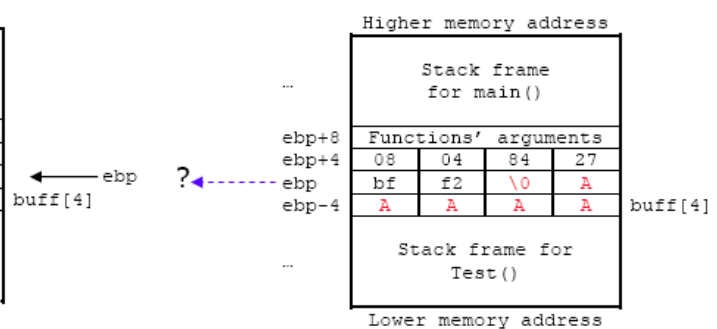 Higher memory address
Stack frame
for main()
…
ebp+8 Functions' arguments
ebp+4 08 04 84 27
ebp
? ebp bf f2 \0 A
buff[4]
ebp-4 A A A A buff[4]
Stack frame for
Test()
…
Lower memory address